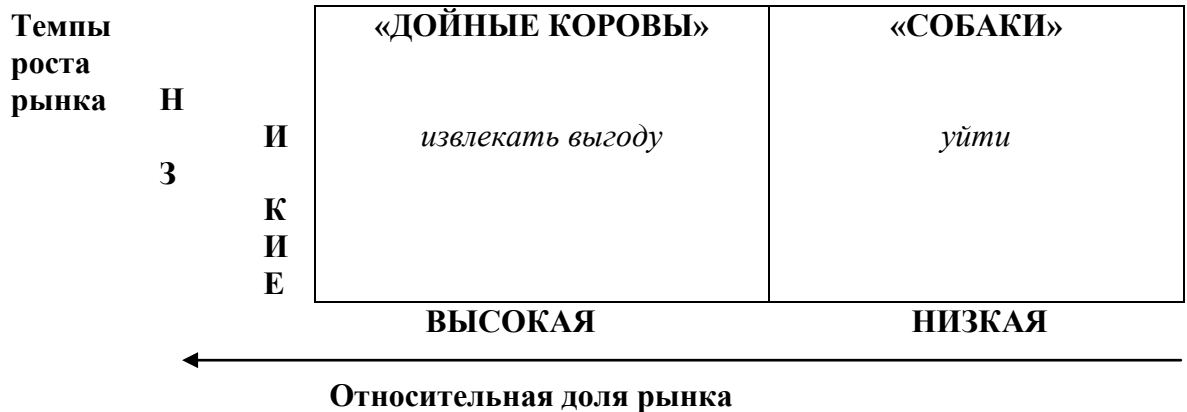 Темпы «ДОЙНЫЕ КОРОВЫ» «СОБАКИ»
роста
рынка Н
И извлекать выгоду уйти
З
К
И
Е
ВЫСОКАЯ НИЗКАЯ
Относительная доля рынка